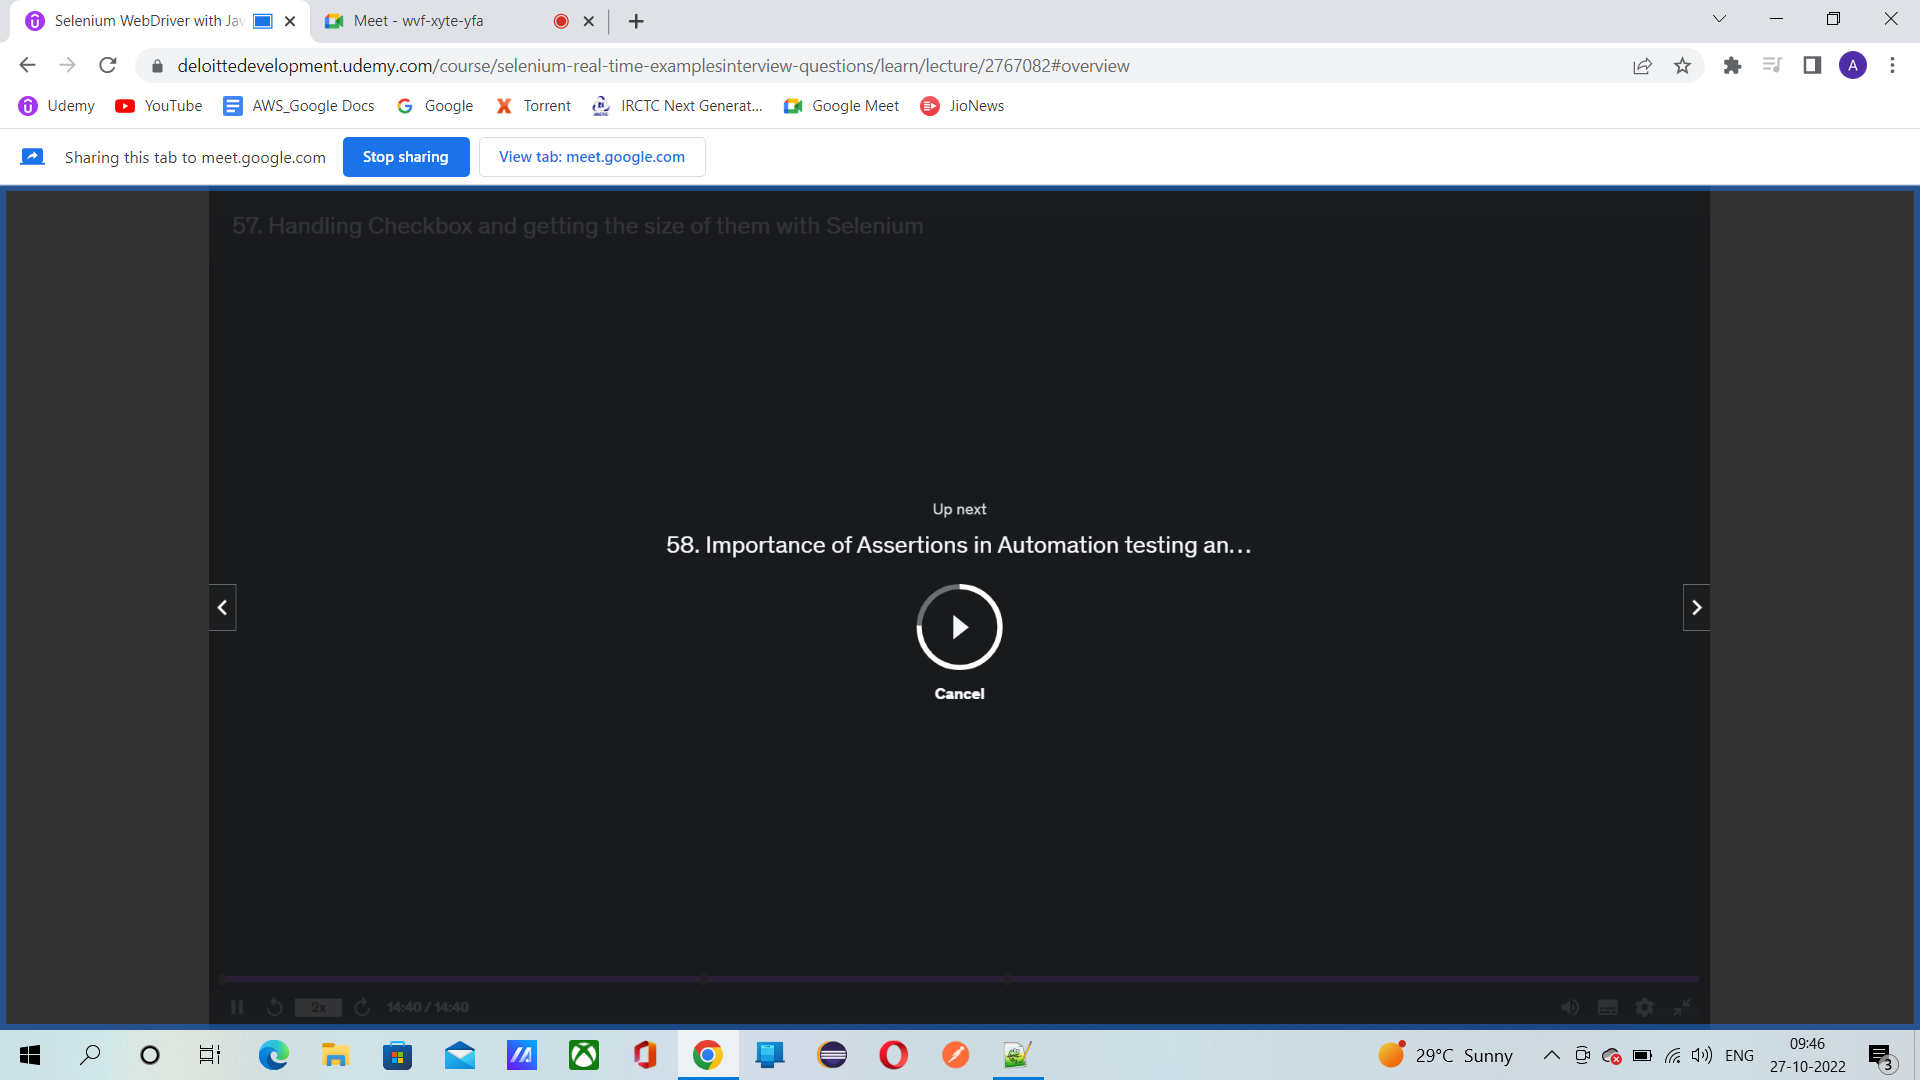 Selenium WebDriver with Jav
Meet - wvf-xyte-yfa
deloittedevelopment.udemy.com/course/selenium-real-time-examplesinterview-questions/learn/lecture/2767082#overview
A
Udemy
YouTube
AWS_Google Docs
Google
Torrent
IRCTC Next Generat...
Google Meet
JioNews
Sharing this tab to meet.google.com
Stop sharing
View tab: meet.google.com
57. Handling Checkbox and getting the size of them with Selenium
Up next
58. Importance of Assertions in Automation testing an...
Cancel
2x
14:40 / 14:40
29°C Sunny
ENG
09:46
27-10-2022
3